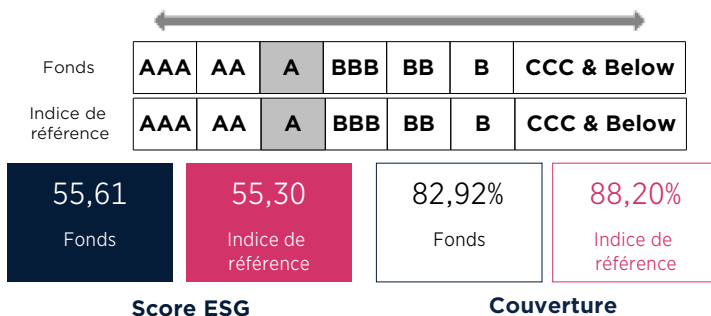 Fonds AAA AA A BBB BB B CCC & Below
Indice de
référence AAA AA A BBB BB B CCC & Below
55,61 55,30 82,92% 88,20%
Fonds Indice de Fonds Indice de
référence référence
Score ESG Couverture